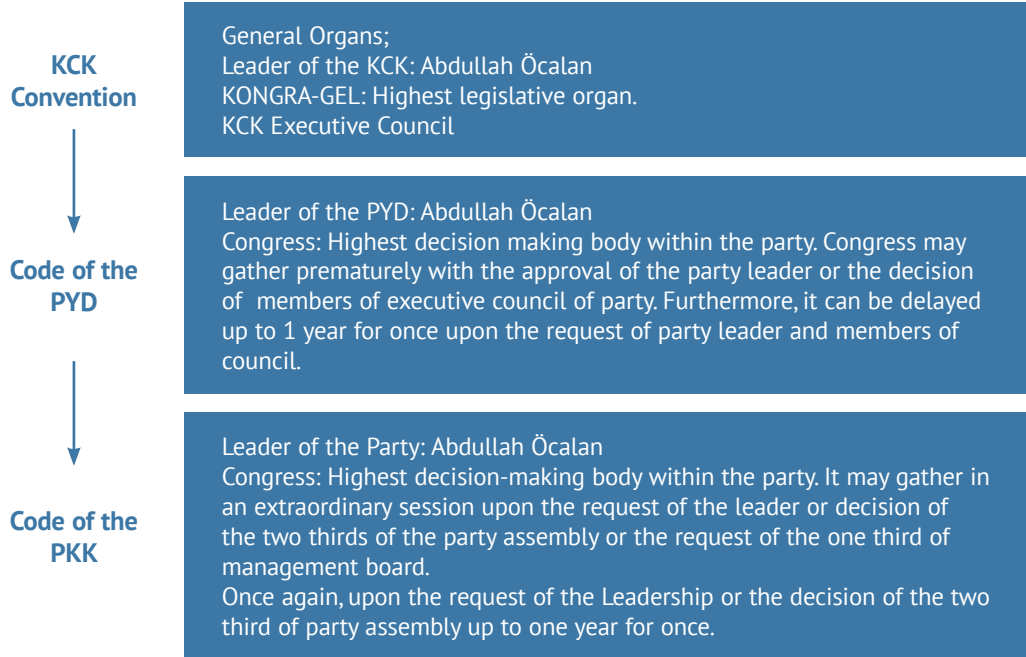 KCK
Convention
General Organs;
Leader of the KCK: Abdullah Öcalan
KONGRA-GEL: Highest legislative organ.
KCK Executive Council
Code of the
PYD
Leader of the PYD: Abdullah Öcalan
Congress: Highest decision making body within the party. Congress may
gather prematurely with the approval of the party leader or the decision
of members of executive council of party. Furthermore, it can be delayed
up to 1 year for once upon the request of party leader and members of
council.
Code of the
PKK
Leader of the Party: Abdullah Öcalan
Congress: Highest decision-making body within the party. It may gather in
an extraordinary session upon the request of the leader or decision of
the two thirds of the party assembly or the request of the one third of
management board.
Once again, upon the request of the Leadership or the decision of the two
third of party assembly up to one year for once.